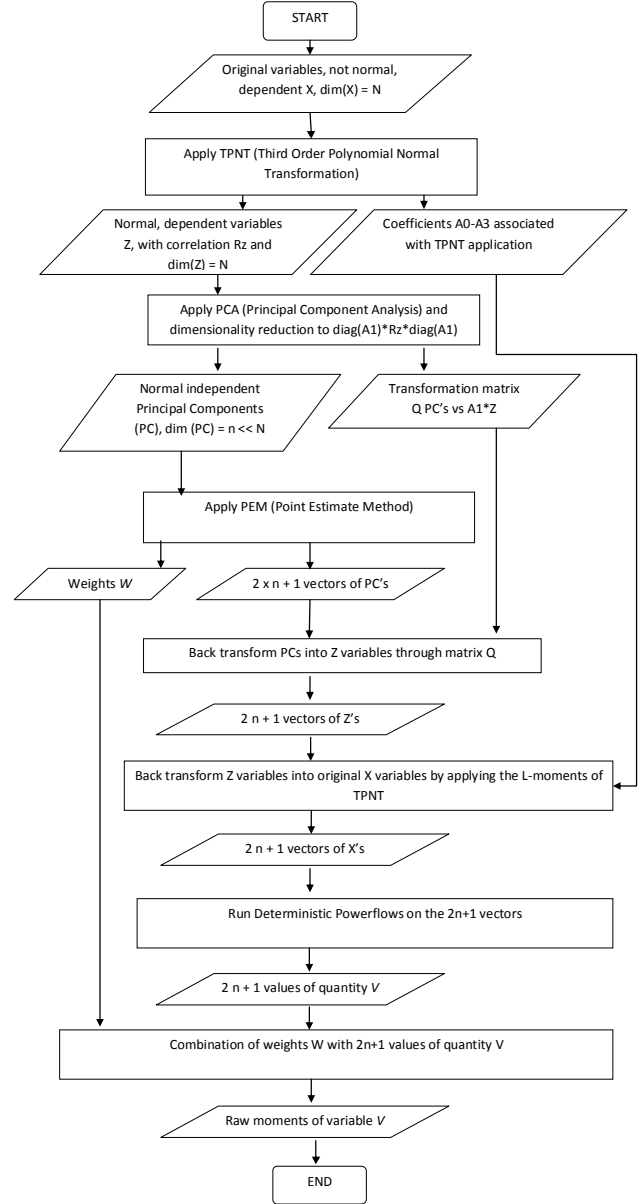 START
Original variables, not normal,
dependent X, dim(X) = N
Apply TPNT (Third Order Polynomial Normal
Transformation)
Normal, dependent variables
Z, with correlation Rz and
dim(Z) = N
Coefficients A0-A3 associated
with TPNT application
Apply PCA (Principal Component Analysis) and
dimensionality reduction to diag(A1)*Rz*diag(A1)
Normal independent
Principal Components
(PC), dim (PC) = n << N
Transformation matrix
Q PC's vs A1*Z
Apply PEM (Point Estimate Method)
Weights W
2 x n + 1 vectors of PC's
Back transform PCs into Z variables through matrix Q
2 n + 1 vectors of Z's
Back transform Z variables into original X variables by applying the L-moments of
TPNT
2 n + 1 vectors of X's
Run Deterministic Powerflows on the 2n+1 vectors
2 n + 1 values of quantity V
Combination of weights W with 2n+1 values of quantity V
Raw moments of variable V
END